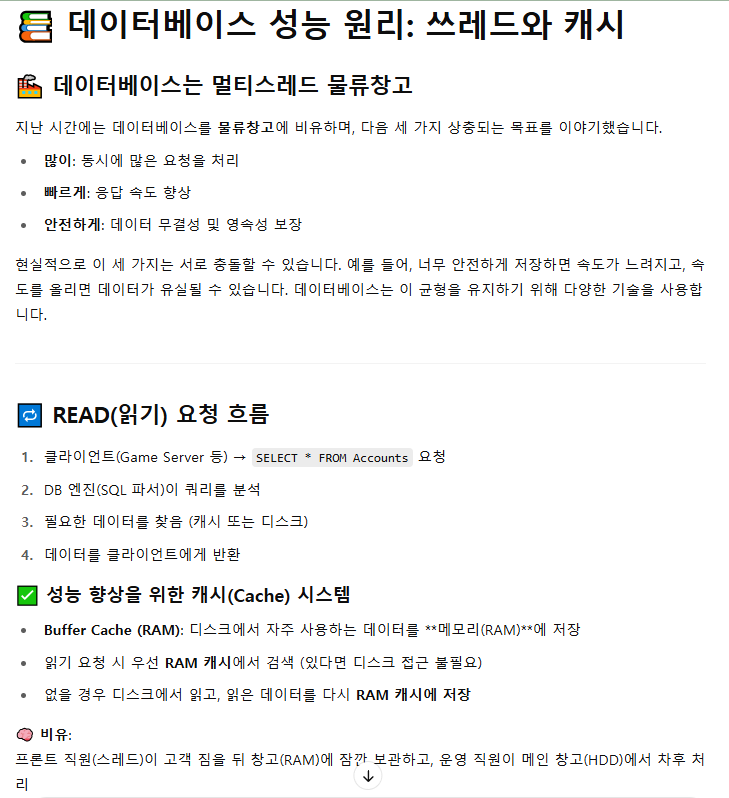 데이터베이스 성능 원리: 쓰레드와 캐시
데이터베이스는 멀티스레드 물류창고
지난 시간에는 데이터베이스를 물류창고에 비유하며, 다음 세 가지 상충되는 목표를 이야기했습니다.
• 많이: 동시에 많은 요청을 처리
• 빠르게: 응답 속도 향상
• 안전하게: 데이터 무결성 및 영속성 보장
현실적으로 이 세 가지는 서로 충돌할 수 있습니다. 예를 들어, 너무 안전하게 저장하면 속도가 느려지고, 속
도를 올리면 데이터가 유실될 수 있습니다. 데이터베이스는 이 균형을 유지하기 위해 다양한 기술을 사용합
니다.
READ(읽기) 요청 흐름
1. 클라이언트(Game Server 등) → SELECT * FROM Accounts 요청
2. DB 엔진(SQL 파서)이 쿼리를 분석
3. 필요한 데이터를 찾음 (캐시 또는 디스크)
4. 데이터를 클라이언트에게 반환
성능 향상을 위한 캐시(Cache) 시스템
• Buffer Cache (RAM): 디스크에서 자주 사용하는 데이터를 **메모리(RAM)**에 저장
• 읽기 요청 시 우선 RAM 캐시에서 검색 (있다면 디스크 접근 불필요)
• 없을 경우 디스크에서 읽고, 읽은 데이터를 다시 RAM 캐시에 저장
비유:
프론트 직원(스레드)이 고객 짐을 뒤 창고(RAM)에 잠깐 보관하고, 운영 직원이 메인 창고(HDD)에서 차후 처
리